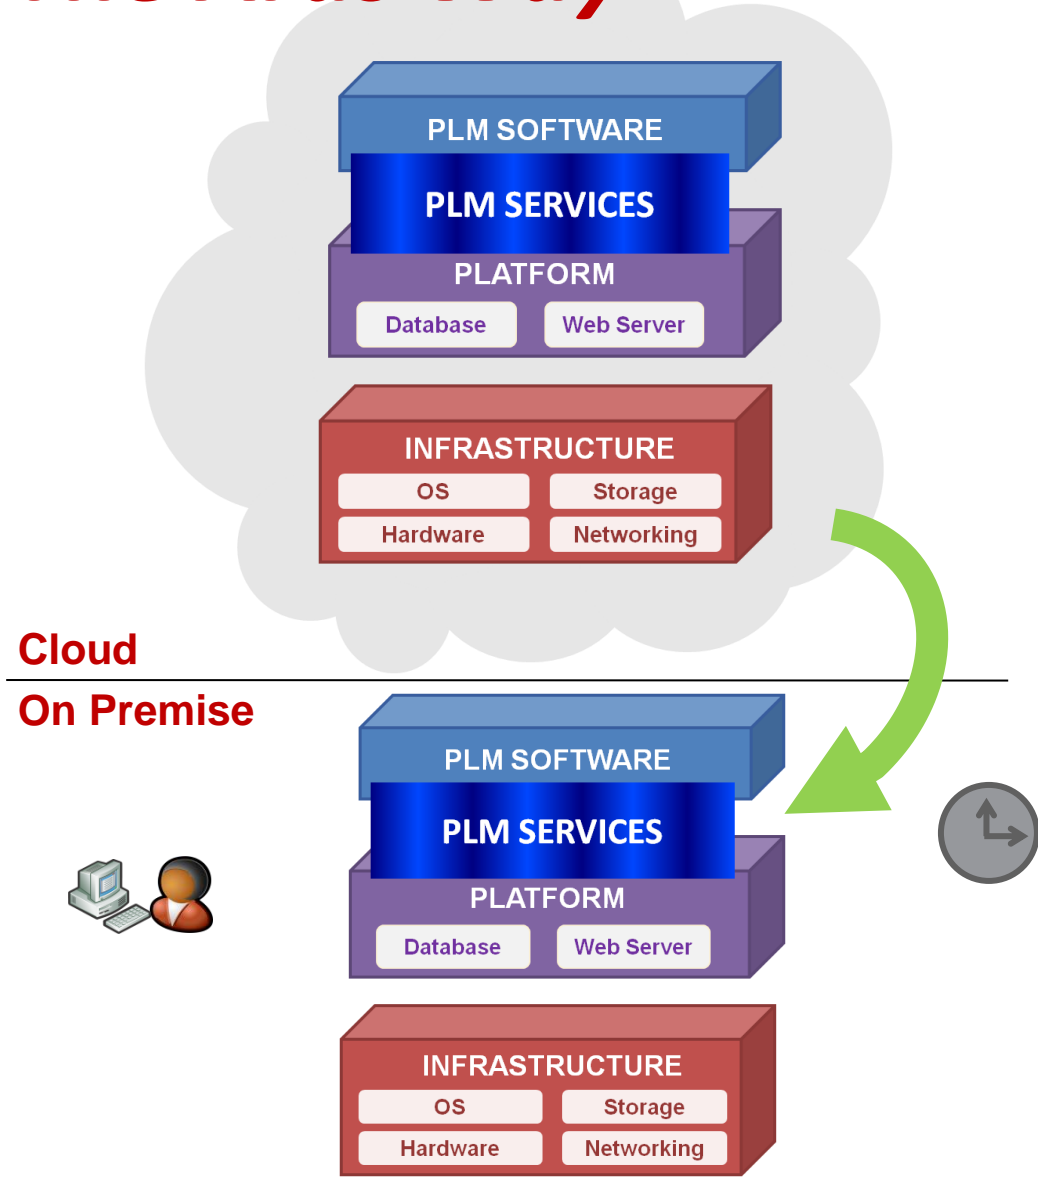 PLM SOFTWARE
PLM SERVICES
PLATFORM
Database Web Server
INFRASTRUCTURE
OS Storage
Hardware Networking
Cloud
On Premise
PLM SOFTWARE
PLM SERVICES
PLATFORM
Database Web Server
INFRASTRUCTURE
OS Storage
Hardware Networking